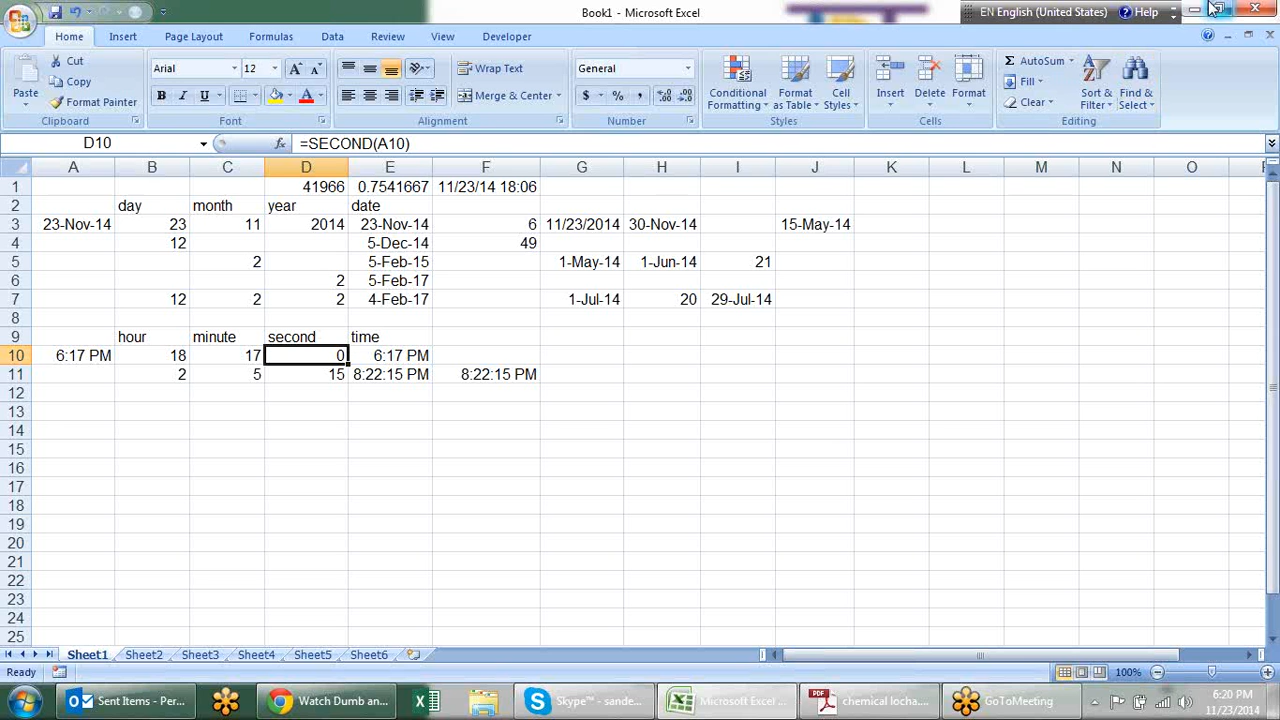 Book1 - Microsoft Excel
EN English (United States) Help
Home Insert Page Layout Formulas Data Review View Developer
Paste Cut Copy Format Painter Clipboard
Arial 12 B I U A Font
Wrap Text Merge & Center Alignment
General $ % , Number
Conditional Formatting Format as Table Cell Styles Styles
Insert Delete Format Cells
AutoSum Fill Clear Sort & Filter Find & Select Editing
D10 fx =SECOND(A10)
A B C D E F G H I J K L M N O
1 41966 0.7541667 11/23/14 18:06
2 day month year date
3 23-Nov-14 23 11 2014 23-Nov-14 6 11/23/2014 30-Nov-14 15-May-14
4 12 5-Dec-14 49
5 2 5-Feb-15 1-May-14 1-Jun-14 21
6 2 5-Feb-17
7 12 2 2 4-Feb-17 1-Jul-14 20 29-Jul-14
8
9 hour minute second time
10 6:17 PM 18 17 0 6:17 PM
11 2 5 15 8:22:15 PM 8:22:15 PM
12
13
14
15
16
17
18
19
20
21
22
23
24
25
Sheet1 Sheet2 Sheet3 Sheet4 Sheet5 Sheet6
Ready 100%
Sent Items - Per... Watch Dumb an... Skype™ - sande... Microsoft Excel ... PDF chemical locha... GoToMeeting 6:20 PM
11/23/2014